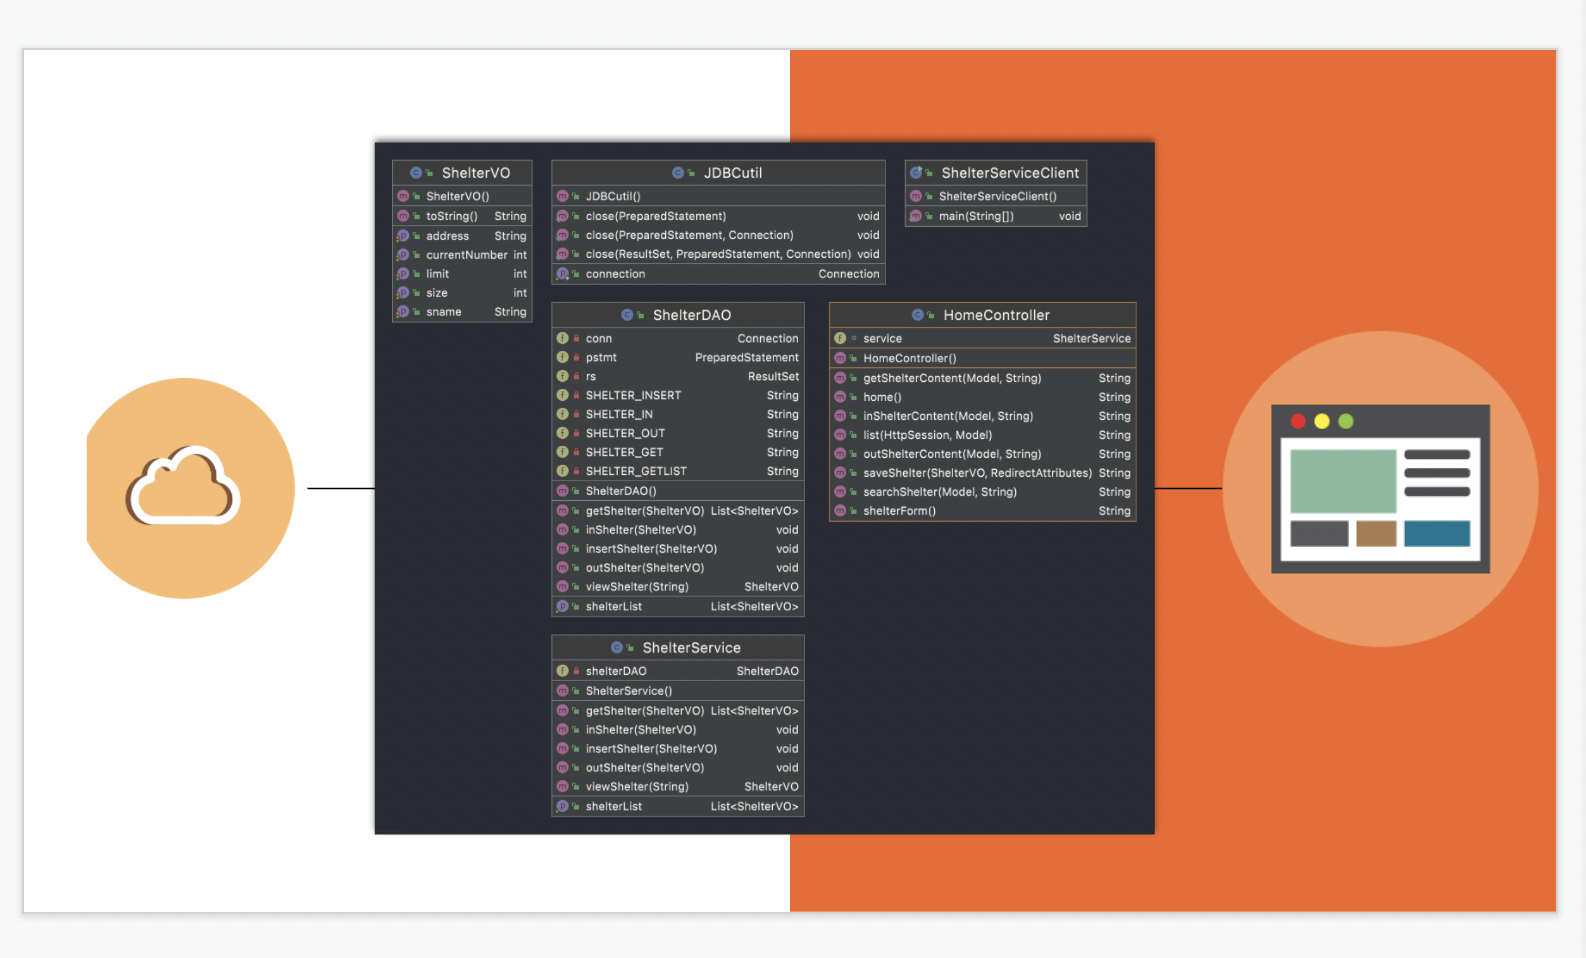 ShelterVO
ShelterVO()
toString() String
address String
currentNumber int
limit int
size int
sname String
JDBCutil
JDBCutil()
close(PreparedStatement) void
close(PreparedStatement, Connection) void
close(ResultSet, PreparedStatement, Connection) void
connection Connection
ShelterServiceClient
ShelterServiceClient()
main(String[]) void
ShelterDAO
conn Connection
pstmt PreparedStatement
rs ResultSet
SHELTER_INSERT String
SHELTER_IN String
SHELTER_OUT String
SHELTER_GET String
SHELTER_GETLIST String
ShelterDAO()
getShelter(ShelterVO) List<ShelterVO>
inShelter(ShelterVO) void
insertShelter(ShelterVO) void
outShelter(ShelterVO) void
viewShelter(String) ShelterVO
shelterList List<ShelterVO>
HomeController
service ShelterService
HomeController()
getShelterContent(Model, String) String
home() String
inShelterContent(Model, String) String
list(HttpSession, Model) String
outShelterContent(Model, String) String
saveShelter(ShelterVO, RedirectAttributes) String
searchShelter(Model, String) String
shelterForm() String
ShelterService
shelterDAO ShelterDAO
ShelterService()
getShelter(ShelterVO) List<ShelterVO>
inShelter(ShelterVO) void
insertShelter(ShelterVO) void
outShelter(ShelterVO) void
viewShelter(String) ShelterVO
shelterList List<ShelterVO>